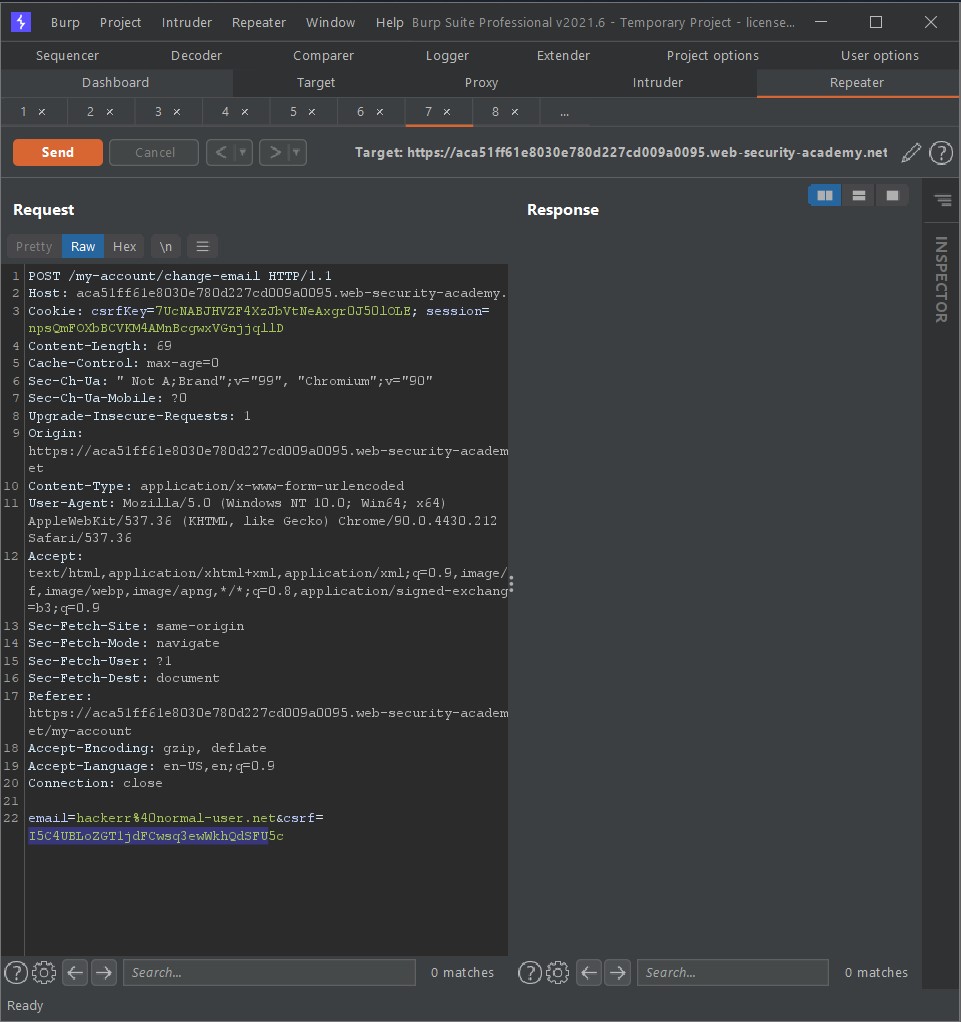 Burp Project Intruder Repeater Window Help Burp Suite Professional v2021.6 - Temporary Project - license...
Sequencer Decoder Comparer Logger Extender Project options User options
Dashboard Target Proxy Intruder Repeater
1 × 2 × 3 × 4 × 5 × 6 × 7 × 8 × ...
Send Cancel < > Target: https://aca51ff61e8030e780d227cd009a0095.web-security-academy.net ?
Request
Response
Pretty Raw Hex \n
INSPECTOR
1 POST /my-account/change-email HTTP/1.1
2 Host: aca51ff61e8030e780d227cd009a0095.web-security-academy.
3 Cookie: csrfKey=7UcNABJHVZF4XzJbVtNeAxgr0J50lOLE; session=
npsQmFOXbBCVKM4AMnBcgwxVGnjjqllD
4 Content-Length: 69
5 Cache-Control: max-age=0
6 Sec-Ch-Ua: " Not A;Brand";v="99", "Chromium";v="90"
7 Sec-Ch-Ua-Mobile: ?0
8 Upgrade-Insecure-Requests: 1
9 Origin:
https://aca51ff61e8030e780d227cd009a0095.web-security-academ
et
10 Content-Type: application/x-www-form-urlencoded
11 User-Agent: Mozilla/5.0 (Windows NT 10.0; Win64; x64)
AppleWebKit/537.36 (KHTML, like Gecko) Chrome/90.0.4430.212
Safari/537.36
12 Accept:
text/html,application/xhtml+xml,application/xml;q=0.9,image/
f,image/webp,image/apng,*/*;q=0.8,application/signed-exchang
=b3;q=0.9
13 Sec-Fetch-Site: same-origin
14 Sec-Fetch-Mode: navigate
15 Sec-Fetch-User: ?1
16 Sec-Fetch-Dest: document
17 Referer:
https://aca51ff61e8030e780d227cd009a0095.web-security-academ
et/my-account
18 Accept-Encoding: gzip, deflate
19 Accept-Language: en-US,en;q=0.9
20 Connection: close
21
22 email=hackerr%40normal-user.net&csrf=
I5C4UBLoZGT1jdFCwsq3ewWkhQdSFU5c
? Search... 0 matches ? Search... 0 matches
Ready